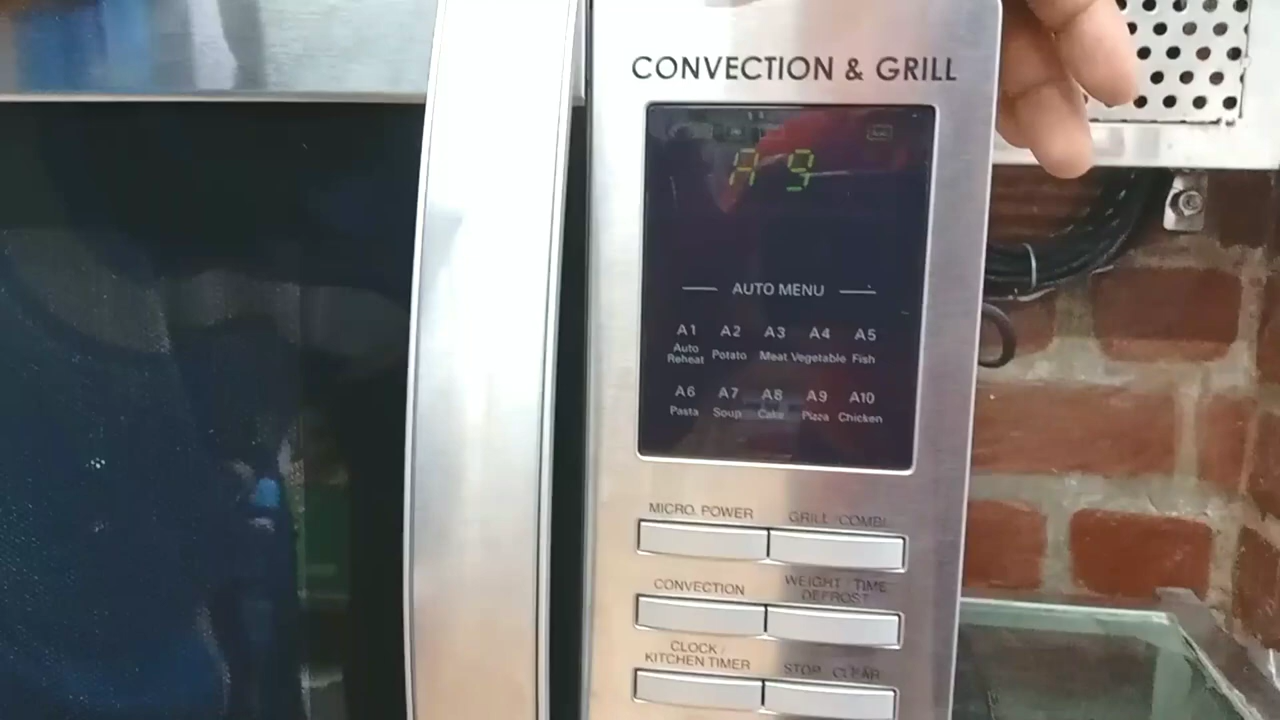 CONVECTION & GRILL
A 9
AUTO MENU
A1 A2 A3 A4 A5
Auto Reheat Potato Meat Vegetable Fish
A6 A7 A8 A9 A10
Pasta Soup Cake Pizza Chicken
MICRO. POWER GRILL / COMBI.
CONVECTION WEIGHT / TIME DEFROST
CLOCK / KITCHEN TIMER STOP / CLEAR